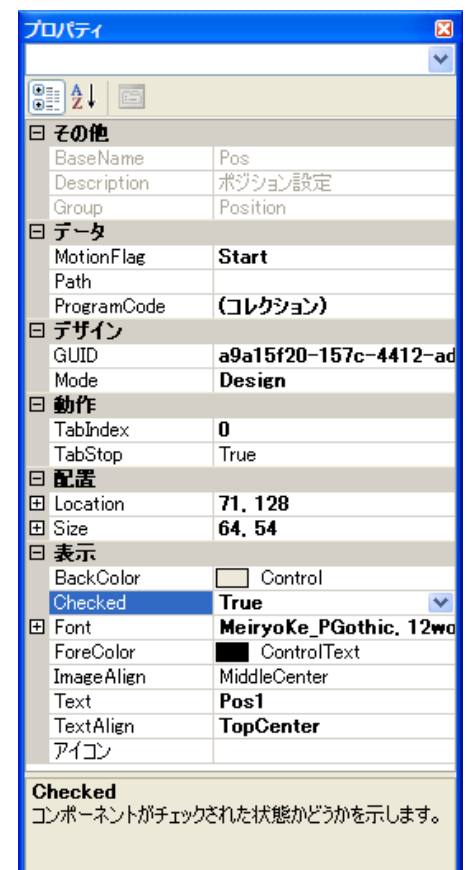 プロパティ
その他
BaseName Pos
Description ポジション設定
Group Position
データ
MotionFlag Start
Path
ProgramCode (コレクション)
デザイン
GUID a9a15f20-157c-4412-ad
Mode Design
動作
TabIndex 0
TabStop True
配置
Location 71, 128
Size 64, 54
表示
BackColor Control
Checked True
Font MeiryoKe_PGothic, 12wo
ForeColor ControlText
ImageAlign MiddleCenter
Text Pos1
TextAlign TopCenter
アイコン
Checked
コンポーネントがチェックされた状態かどうかを示します。